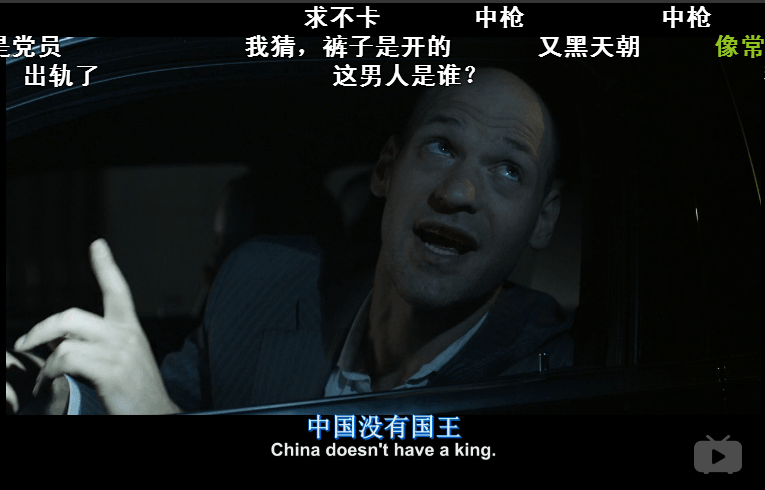 求不卡 中枪 中枪
是党员 我猜，裤子是开的 又黑天朝 像常
出轨了 这男人是谁？
中国没有国王
China doesn't have a king.